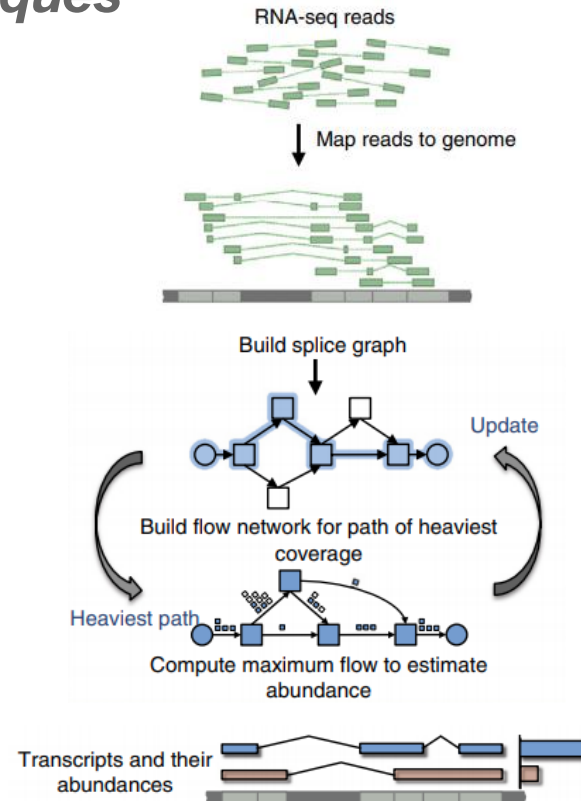 RNA-seq reads
Map reads to genome
Build splice graph
Update
Build flow network for path of heaviest
coverage
Heaviest path
Compute maximum flow to estimate
abundance
Transcripts and their
abundances